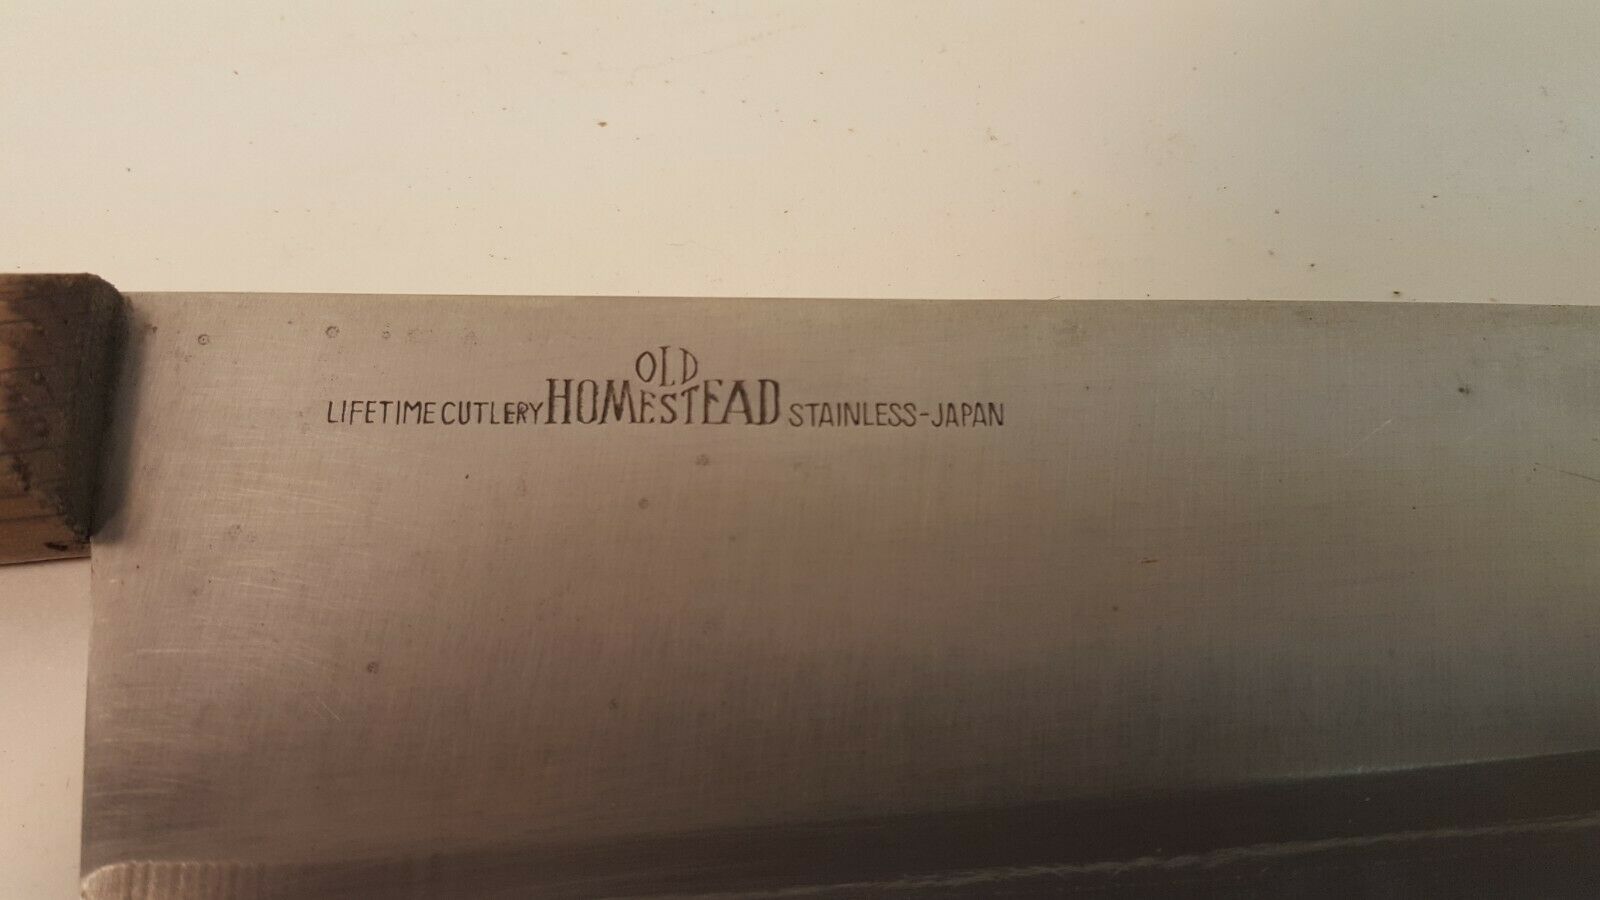 OLD
LIFETIME CUTLERY HOMESTEAD STAINLESS-JAPAN